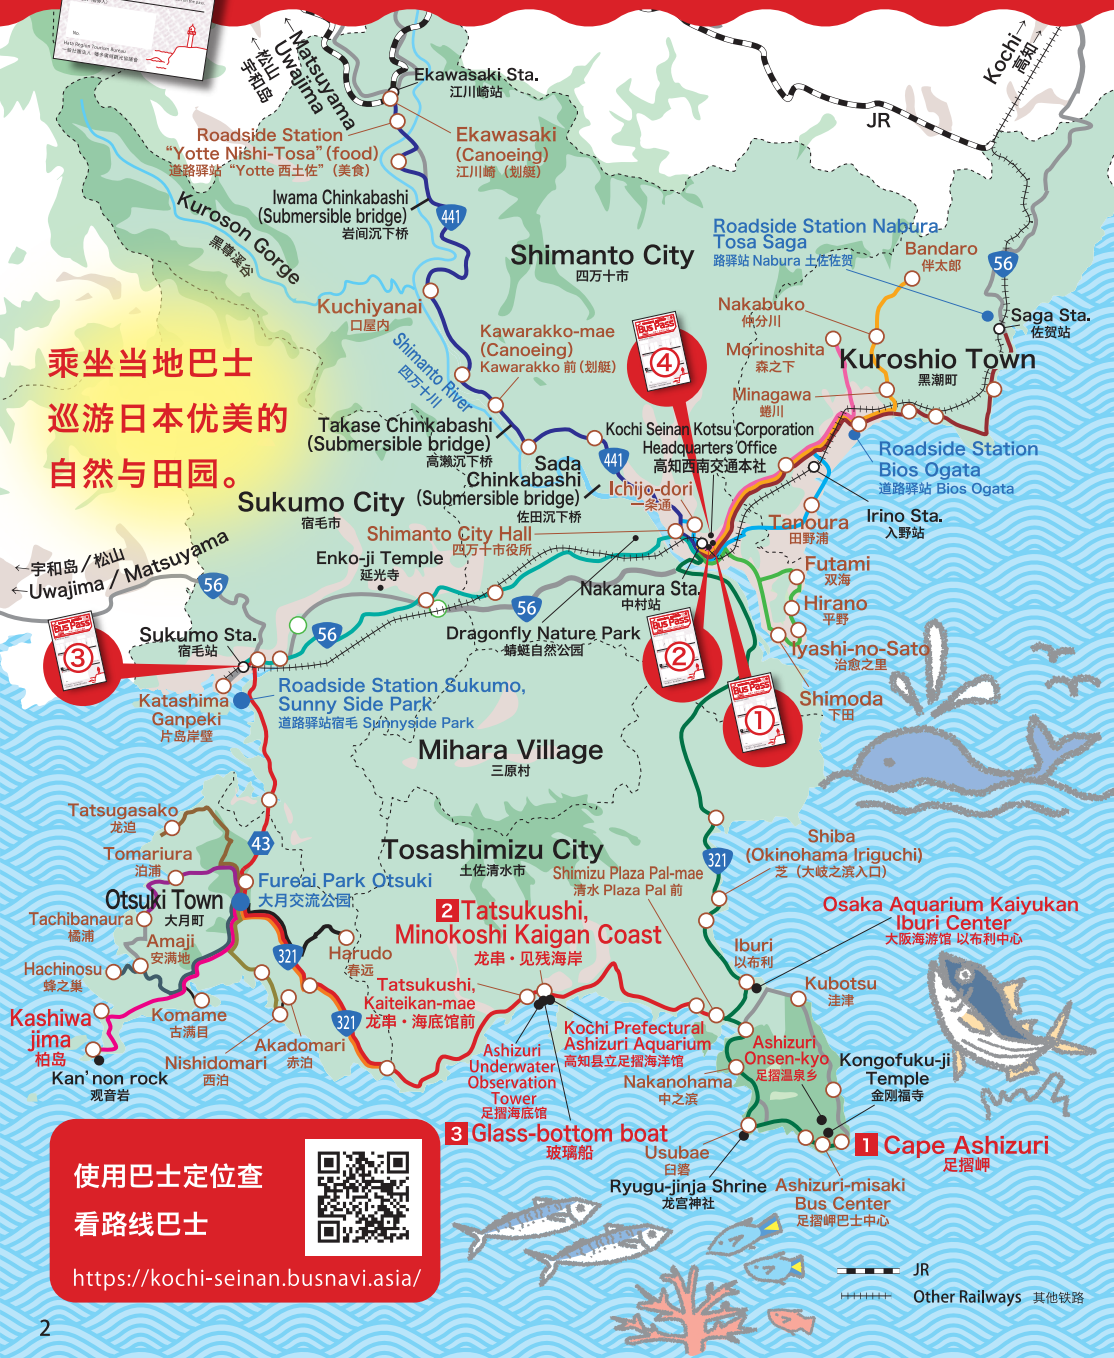 No.
Hata Region Tourism Bureau
←Matsuyama
Uwajima
←松山
宇和岛
Kochi→
高知→
JR
Ekawasaki Sta.
江川崎站
Roadside Station
“Yotte Nishi-Tosa” (food)
道路驿站“Yotte 西土佐”（美食）
Ekawasaki
(Canoeing)
江川崎（划艇）
Iwama Chinkabashi
(Submersible bridge)
岩间沉下桥
441
Kuroson Gorge
黑尊溪谷
Shimanto City
四万十市
Roadside Station Nabura
Tosa Saga
路驿站 Nabura 土佐佐贺
Bandaro
伴太郎
56
Kuchiyanai
口屋内
Nakabuko
仲分川
Saga Sta.
佐贺站
Kawarakko-mae
(Canoeing)
Kawarakko 前（划艇）
Bus Pass
④
Morinoshita
森之下
Kuroshio Town
黑潮町
Shimanto River
四万十川
乘坐当地巴士
巡游日本优美的
自然与田园。
Minagawa
蜷川
Takase Chinkabashi
(Submersible bridge)
高濑沉下桥
Kochi Seinan Kotsu Corporation
Headquarters Office
高知西南交通本社
441
Roadside Station
Bios Ogata
道路驿站 Bios Ogata
Sada
Chinkabashi
(Submersible bridge)
佐田沉下桥
Sukumo City
宿毛市
Ichijo-dori
一条通
Irino Sta.
入野站
Shimanto City Hall
四万十市役所
Tanoura
田野浦
←宇和岛／松山
←Uwajima／Matsuyama
56
Enko-ji Temple
延光寺
Futami
双海
Nakamura Sta.
中村站
56
Hirano
平野
Bus Pass
③
Sukumo Sta.
宿毛站
56
Dragonfly Nature Park
蜻蜓自然公园
Bus Pass
②
Iyashi-no-Sato
治愈之里
Katashima
Ganpeki
片岛岸壁
Roadside Station Sukumo,
Sunny Side Park
道路驿站宿毛 Sunnyside Park
Bus Pass
①
Shimoda
下田
Mihara Village
三原村
Tatsugasako
龙迫
43
Tomariura
泊浦
Tosashimizu City
土佐清水市
321
Shiba
(Okinohama Iriguchi)
芝（大岐之滨入口）
Shimizu Plaza Pal-mae
清水 Plaza Pal 前
Fureai Park Otsuki
大月交流公园
Otsuki Town
大月町
Tachibanaura
橘浦
2 Tatsukushi,
Minokoshi Kaigan Coast
龙串・见残海岸
Osaka Aquarium Kaiyukan
Iburi Center
大阪海游馆 以布利中心
Amaji
安满地
321
Harudo
春远
Iburi
以布利
Hachinosu
蜂之巢
Tatsukushi,
Kaiteikan-mae
龙串・海底馆前
Kubotsu
洼津
Kashiwa
jima
柏岛
Komame
古满目
321
Kochi Prefectural
Ashizuri Aquarium
高知县立足摺海洋馆
Akadomari
赤泊
Nishidomari
西泊
Kan’non rock
观音岩
Ashizuri
Underwater
Observation
Tower
足摺海底馆
Ashizuri
Onsen-kyo
足摺温泉乡
Kongofuku-ji
Temple
金刚福寺
Nakanohama
中之滨
3 Glass-bottom boat
玻璃船
1 Cape Ashizuri
足摺岬
Usubae
臼碆
Ryugu-jinja Shrine
龙宫神社
Ashizuri-misaki
Bus Center
足摺岬巴士中心
使用巴士定位查
看路线巴士
https://kochi-seinan.busnavi.asia/
JR
Other Railways 其他铁路
2